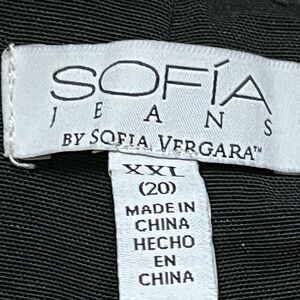 SOFÍA
JEANS
BY SOFIA VERGARA™
XXL
(20)
MADE IN
CHINA
HECHO
EN
CHINA